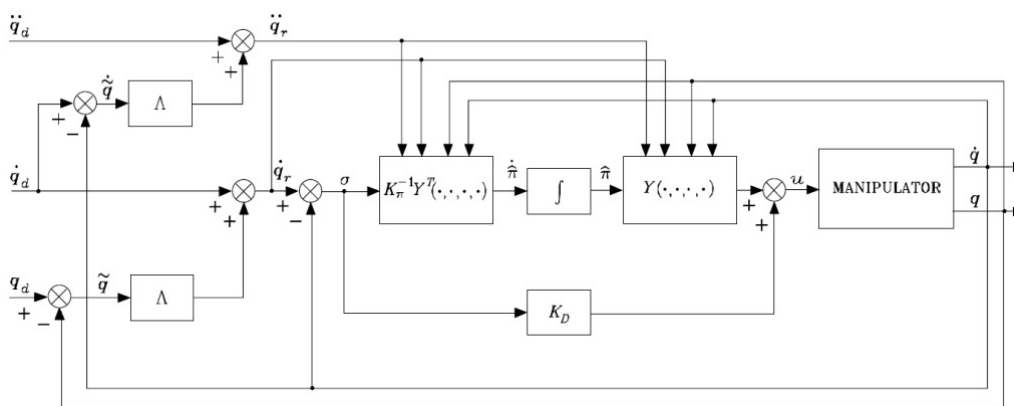 q̈_d + + q̈_r
+ − q̃̇ Λ
q̇_d + + q̇_r + − σ K_π^{-1}Y^T(·,·,·,·) π̂̇ ∫ π̂ Y(·,·,·,·) + + u MANIPULATOR q̇
q
q_d + − q̃ Λ K_D